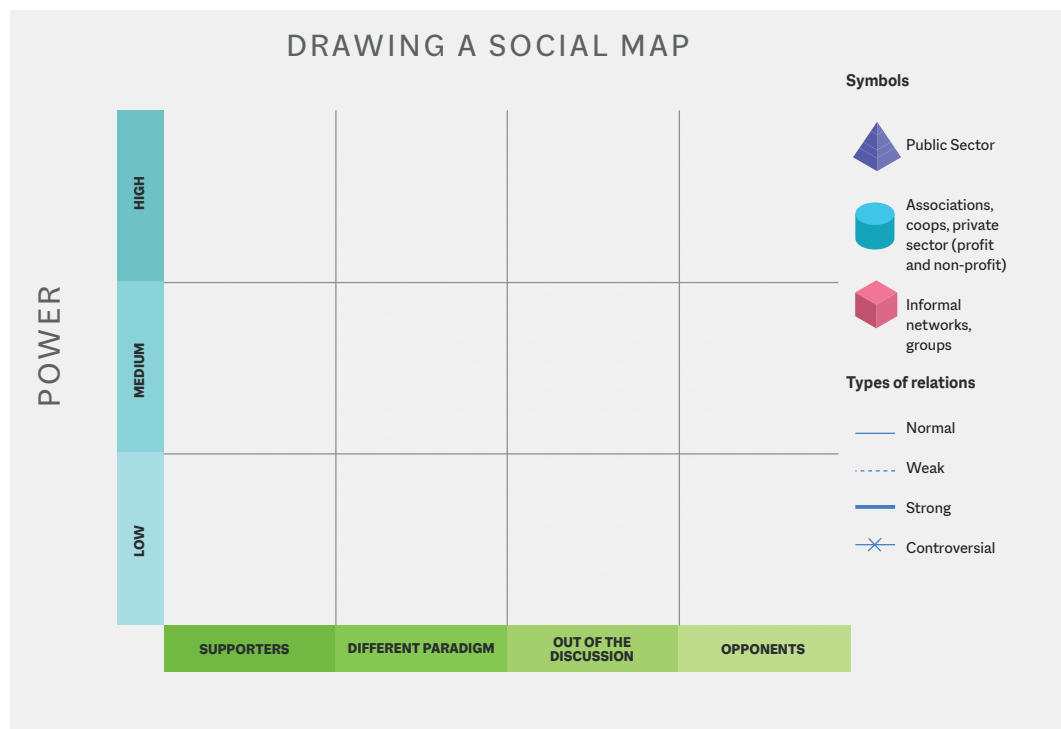 DRAWING A SOCIAL MAP
POWER
HIGH
MEDIUM
LOW
SUPPORTERS
DIFFERENT PARADIGM
OUT OF THE
DISCUSSION
OPPONENTS
Symbols
Public Sector
Associations,
coops, private
sector (profit
and non-profit)
Informal
networks,
groups
Types of relations
Normal
Weak
Strong
Controversial